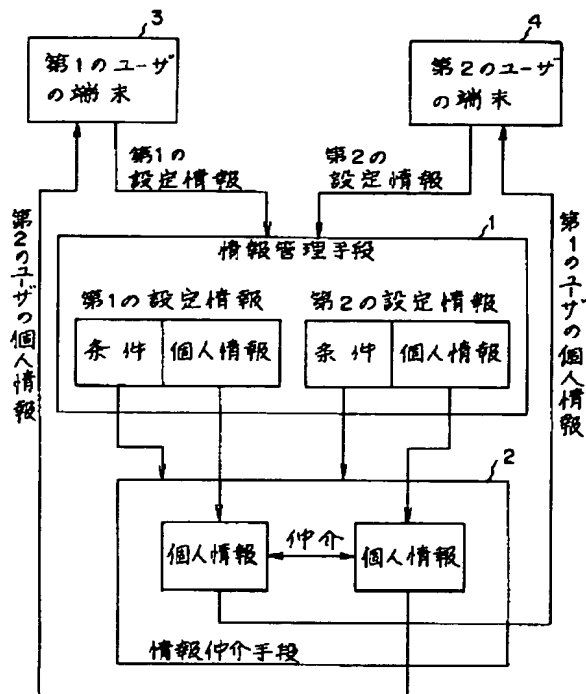 3
第1のユーザ
の端末
4
第2のユーザ
の端末
第1の
設定情報
第2の
設定情報
第2のユーザの個人情報
第1のユーザの個人情報
1
情報管理手段
第1の設定情報
条件
個人情報
第2の設定情報
条件
個人情報
2
個人情報
仲介
個人情報
情報仲介手段